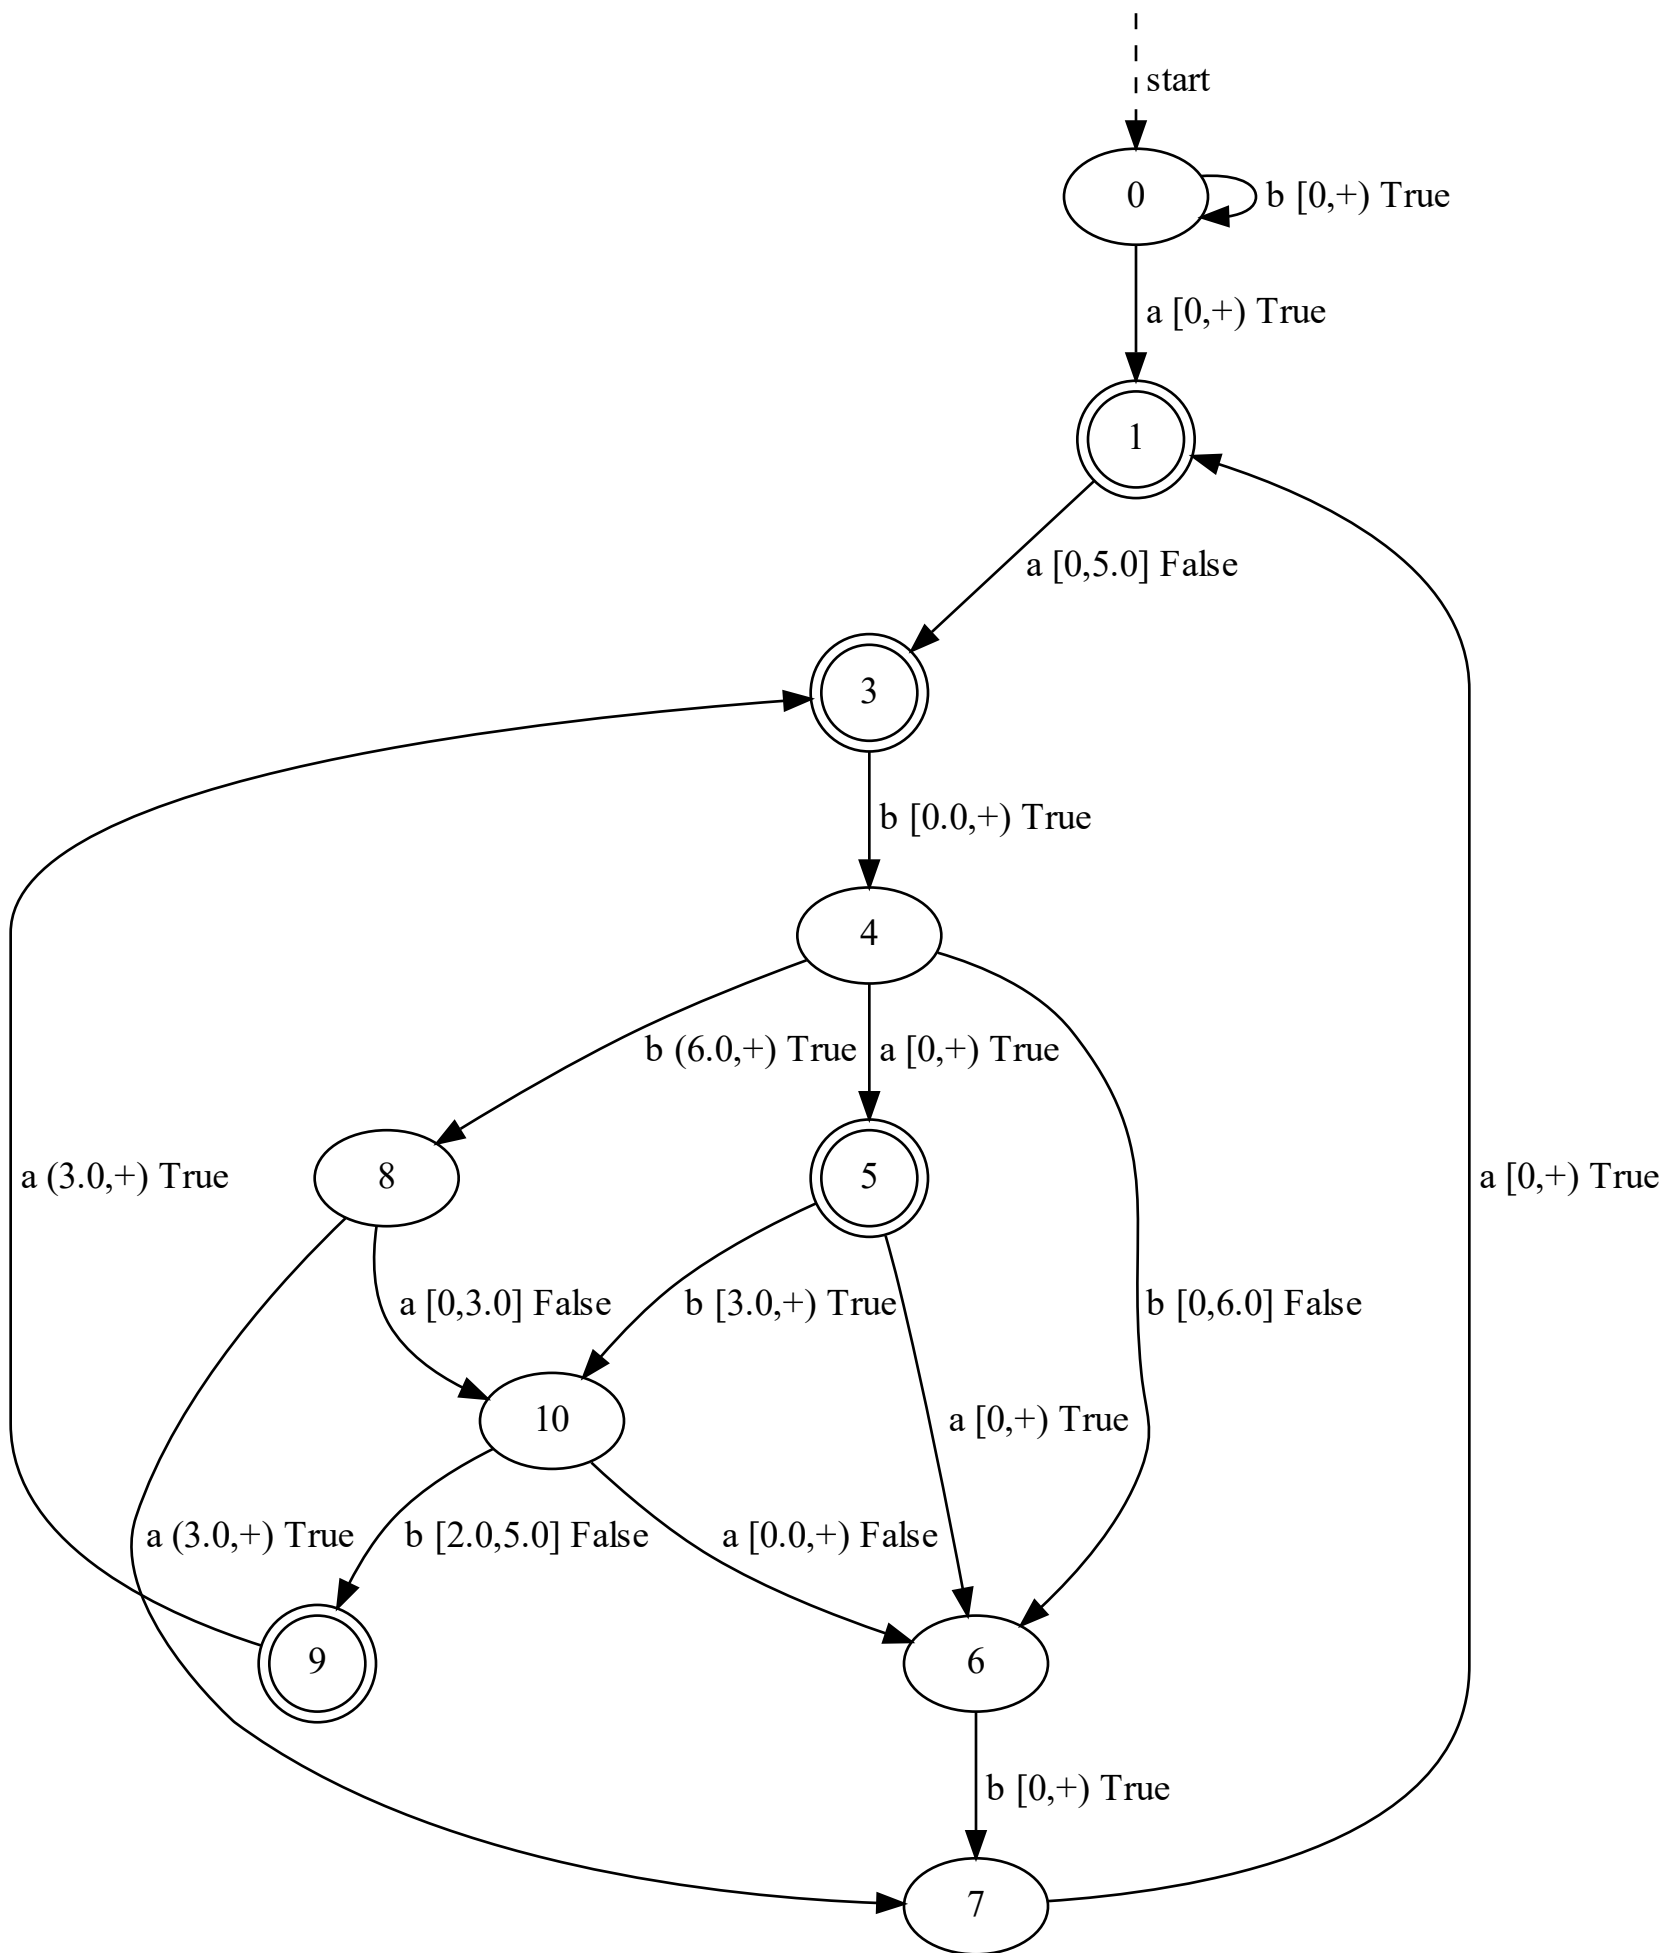 start
0
b [0,+) True
a [0,+) True
1
a [0,5.0] False
3
b [0.0,+) True
4
b (6.0,+) True
a [0,+) True
8
5
a (3.0,+) True
a [0,+) True
a [0,3.0] False
b [3.0,+) True
b [0,6.0] False
10
a [0,+) True
a (3.0,+) True
b [2.0,5.0] False
a [0.0,+) False
9
6
b [0,+) True
7